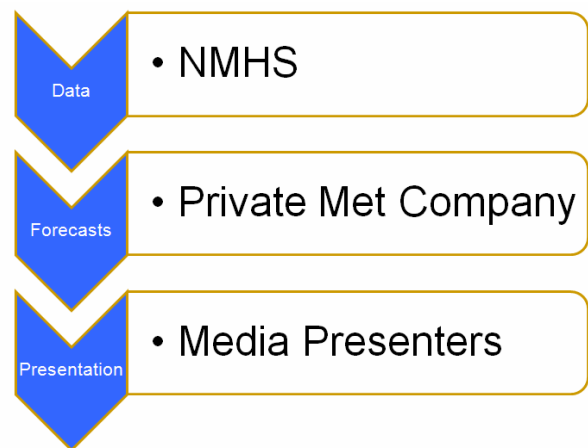 Data
• NMHS
Forecasts
• Private Met Company
Presentation
• Media Presenters